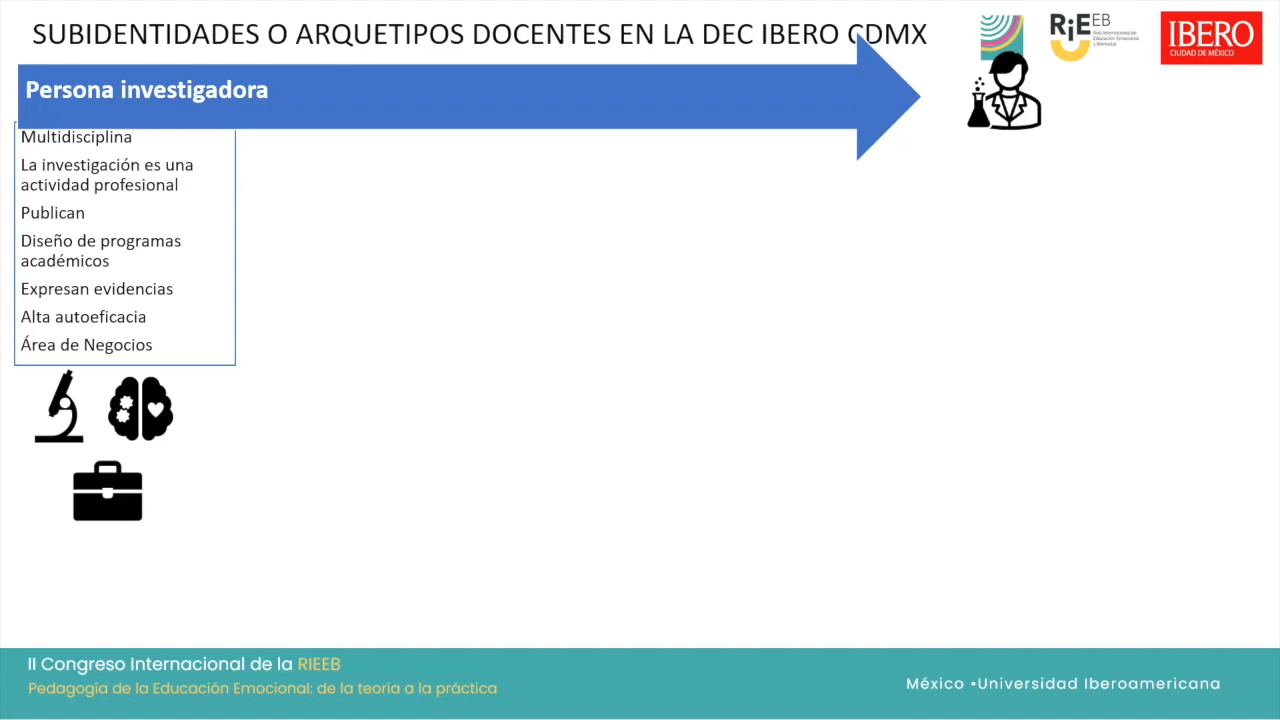 SUBIDENTIDADES O ARQUETIPOS DOCENTES EN LA DEC IBERO CDMX
RiEEB
Red Internacional de
Educación Emocional
y Bienestar
IBERO
CIUDAD DE MÉXICO
Persona investigadora
Multidisciplina
La investigación es una
actividad profesional
Publican
Diseño de programas
académicos
Expresan evidencias
Alta autoeficacia
Área de Negocios
II Congreso Internacional de la RIEEB
Pedagogía de la Educación Emocional: de la teoría a la práctica
México •Universidad Iberoamericana